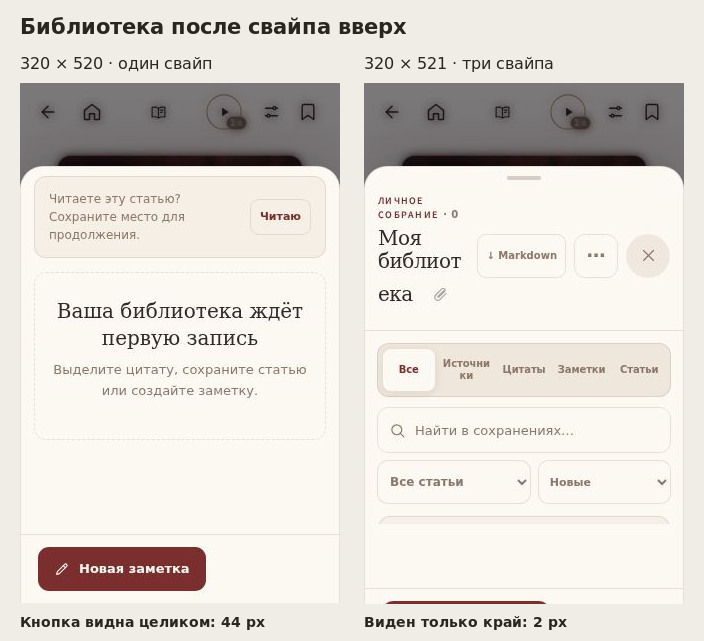 Библиотека после свайпа вверх
320 × 520 · один свайп
Читаете эту статью?
Сохраните место для
продолжения.
Читаю
Ваша библиотека ждёт
первую запись
Выделите цитату, сохраните статью
или создайте заметку.
Новая заметка
Кнопка видна целиком: 44 px
320 × 521 · три свайпа
ЛИЧНОЕ
СОБРАНИЕ · 0
Моя
библиот
ека
↓ Markdown
Все
Источни
ки
Цитаты
Заметки
Статьи
Найти в сохранениях...
Все статьи
Новые
Виден только край: 2 px